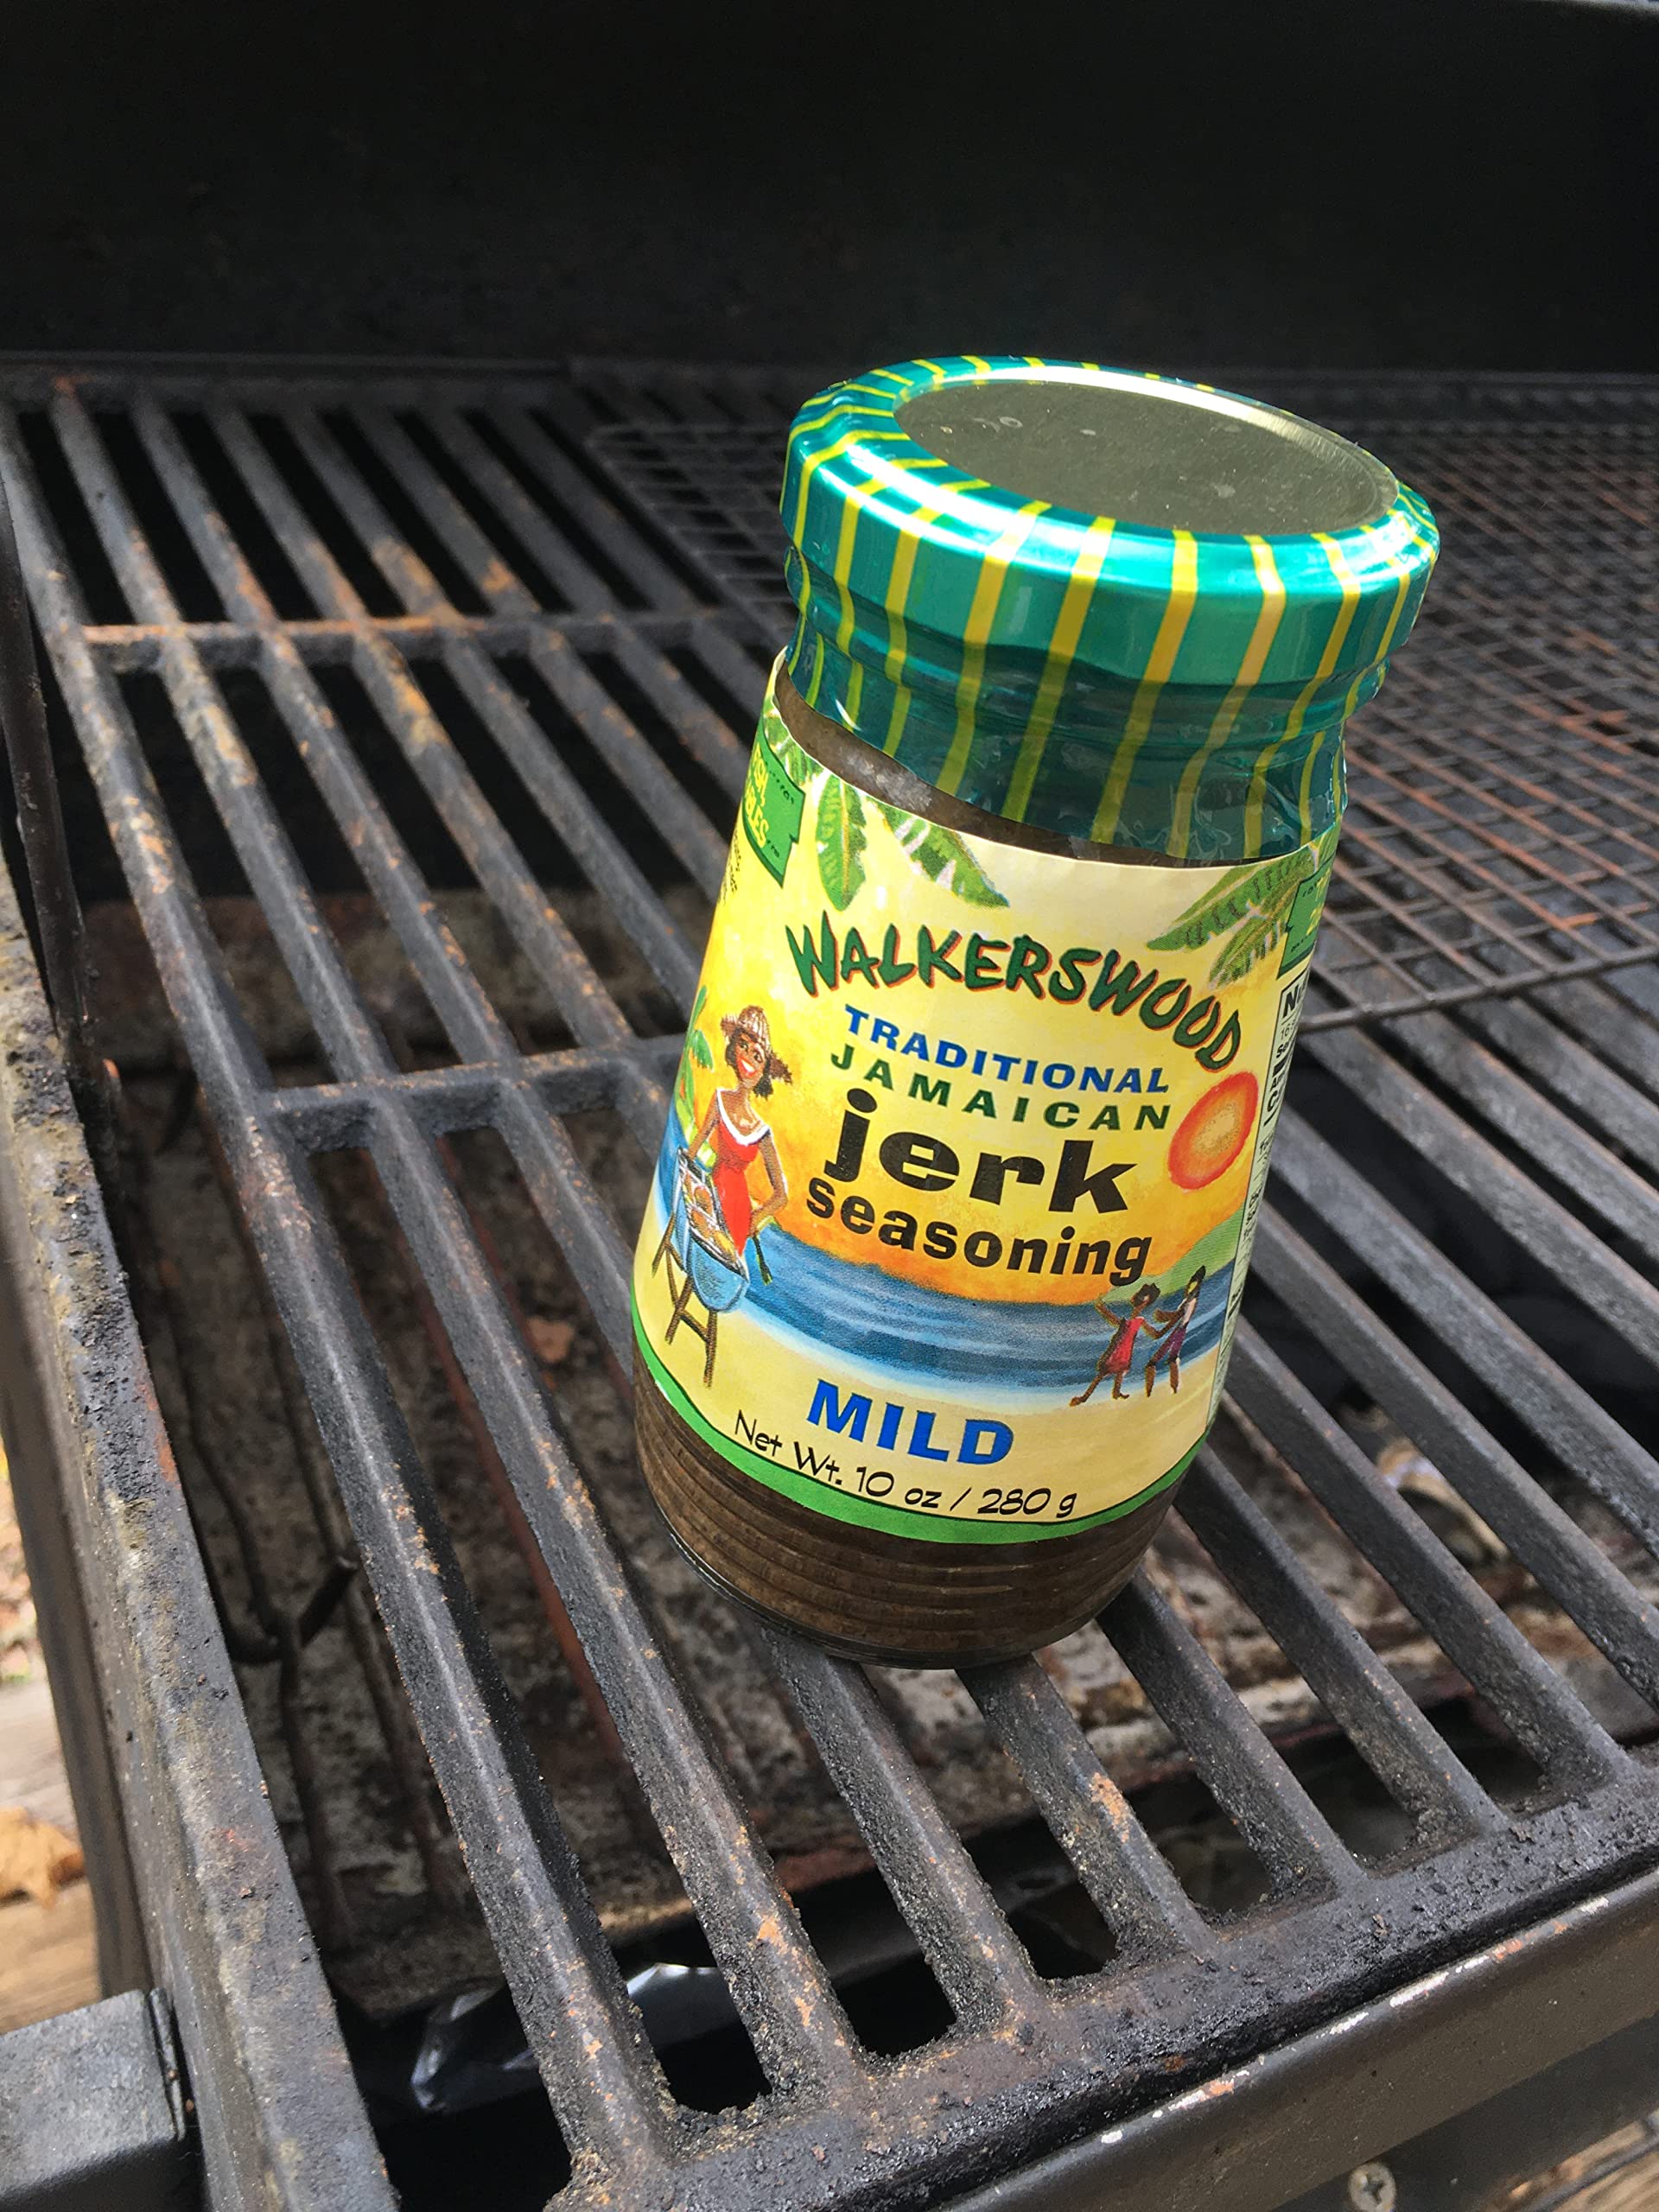 WALKERSWOOD
TRADITIONAL
JAMAICAN
jerk
seasoning
MILD
Net Wt. 10 oz / 280 g